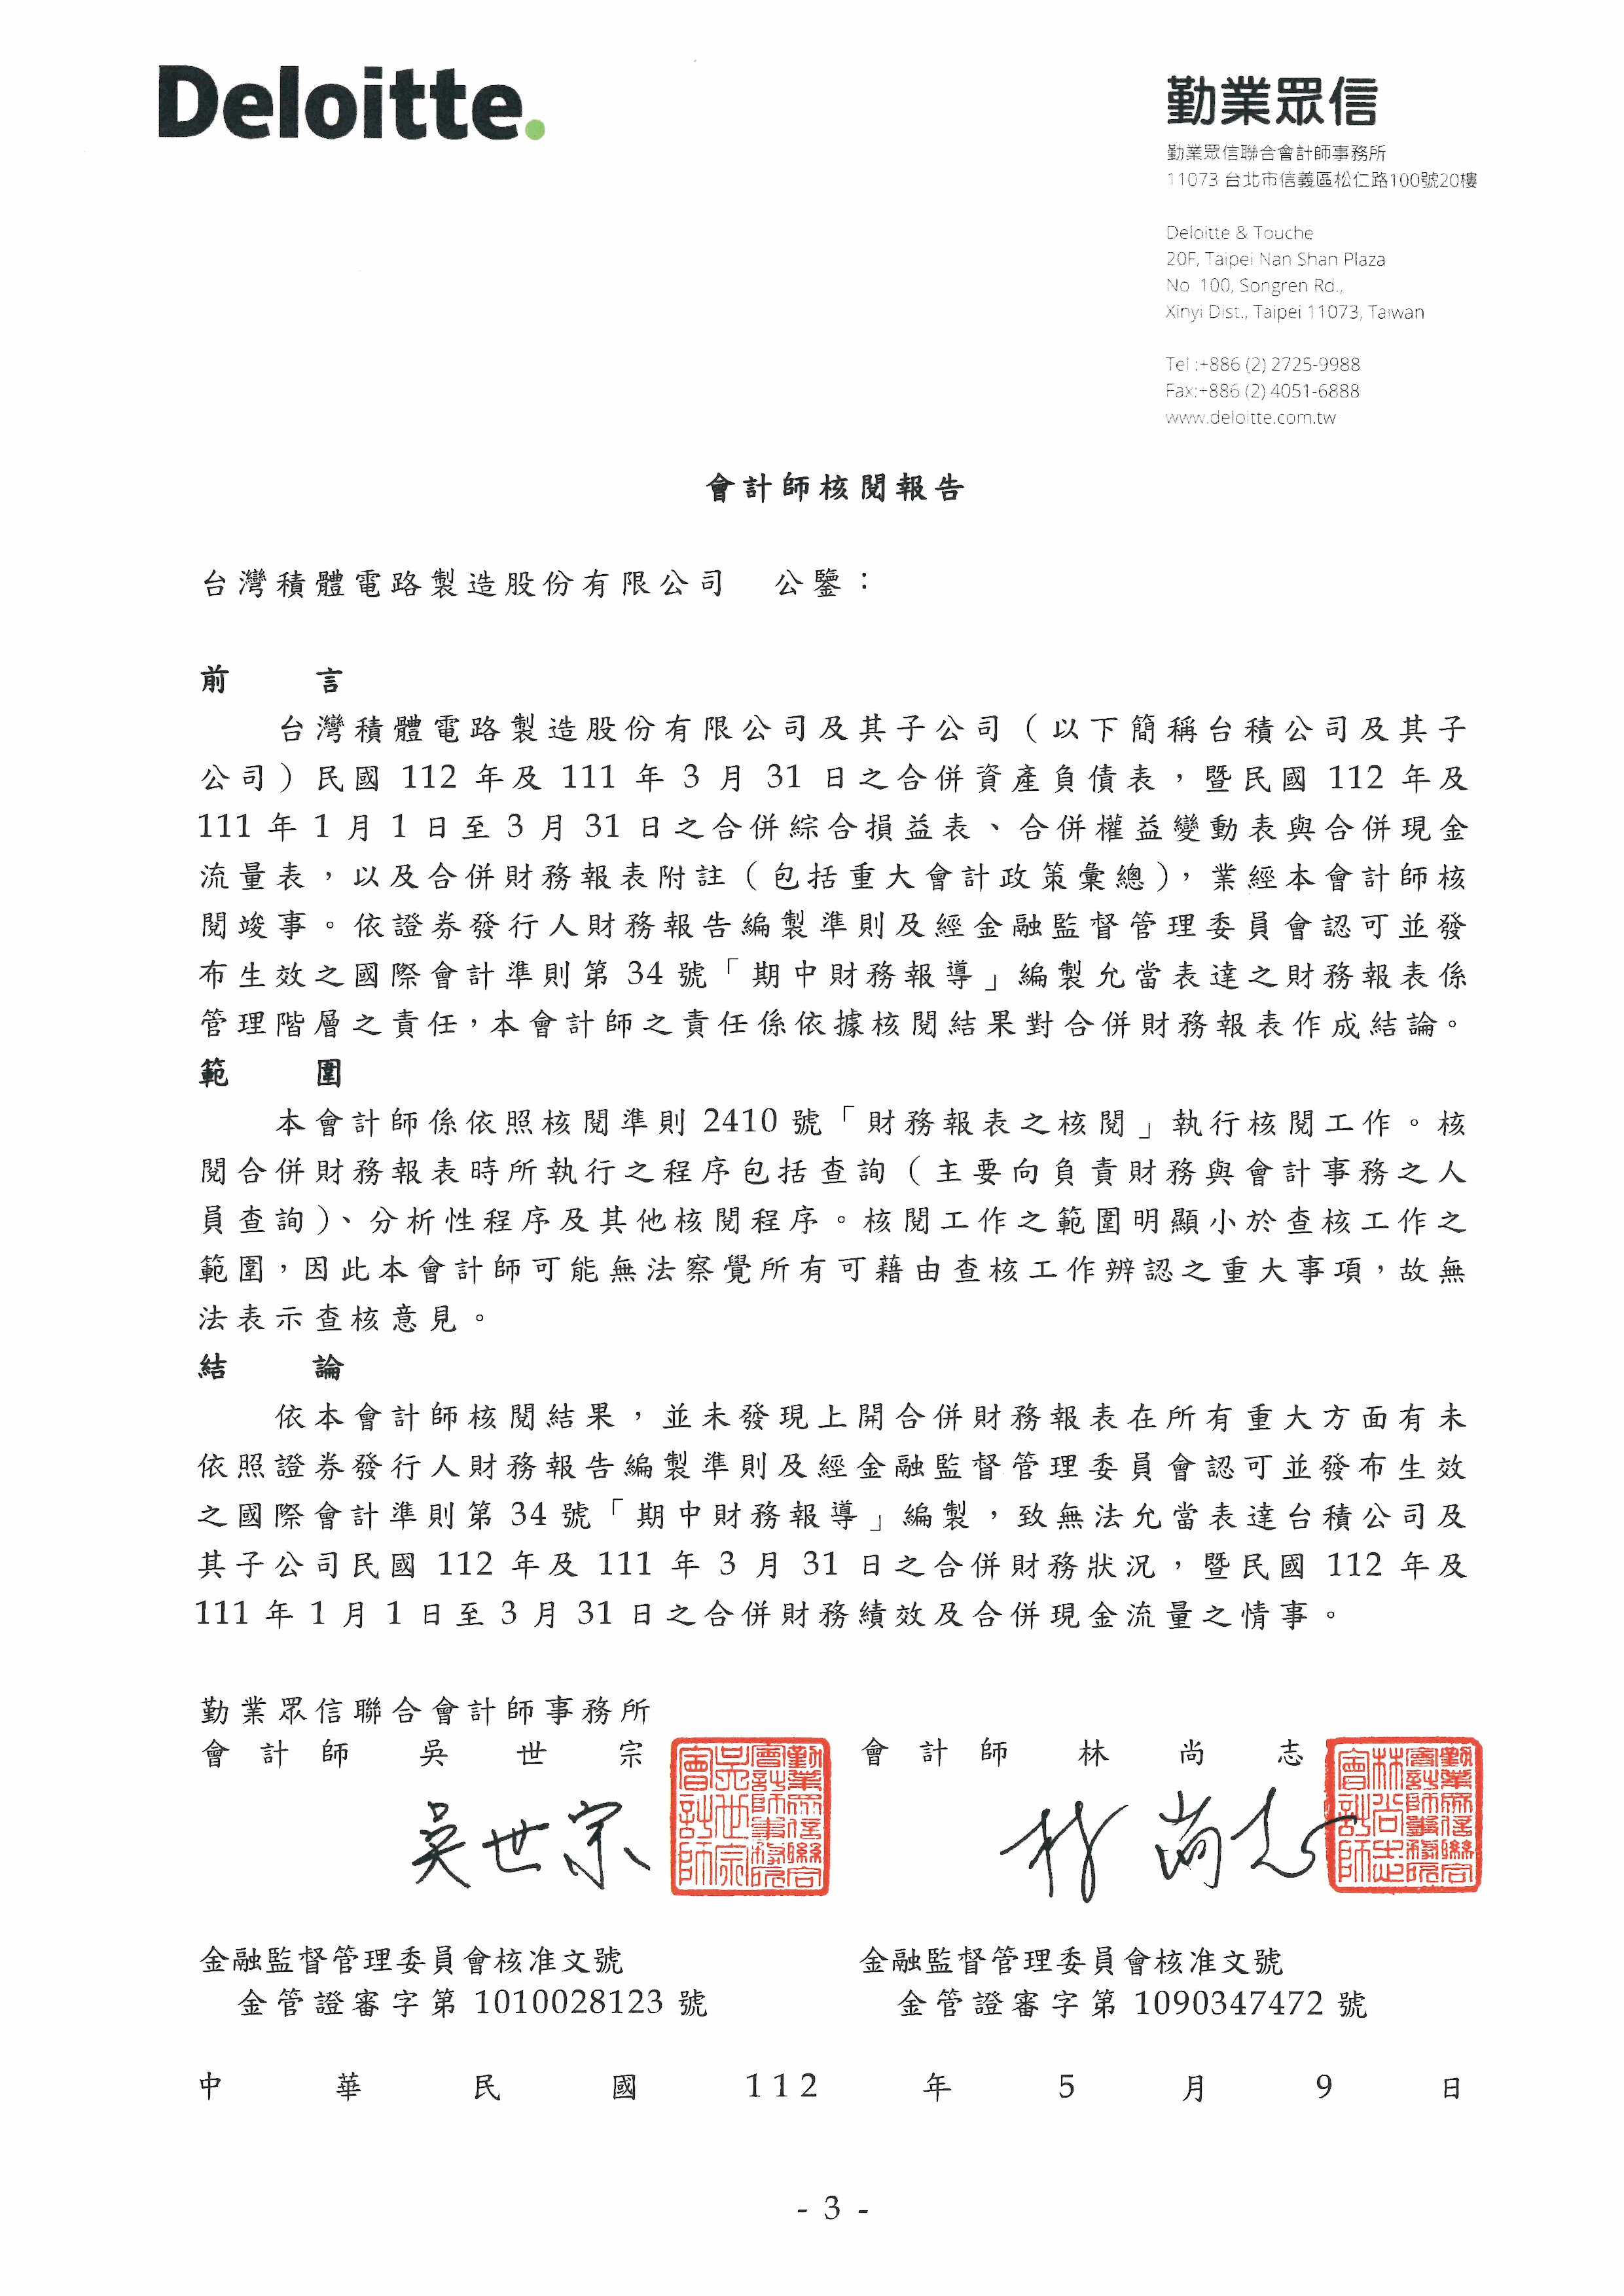 Deloitte.
勤業眾信
勤業眾信聯合會計師事務所
11073 台北市信義區松仁路100號20樓
Deloitte & Touche
20F, Taipei Nan Shan Plaza
No. 100, Songren Rd.,
Xinyi Dist., Taipei 11073, Taiwan
Tel :+886 (2) 2725-9988
Fax:+886 (2) 4051-6888
www.deloitte.com.tw
會計師核閱報告
台灣積體電路製造股份有限公司 公鑒：
前 言
台灣積體電路製造股份有限公司及其子公司（以下簡稱台積公司及其子
公司）民國 112 年及 111 年 3 月 31 日之合併資產負債表，暨民國 112 年及
111 年 1 月 1 日至 3 月 31 日之合併綜合損益表、合併權益變動表與合併現金
流量表，以及合併財務報表附註（包括重大會計政策彙總），業經本會計師核
閱竣事。依證券發行人財務報告編製準則及經金融監督管理委員會認可並發
布生效之國際會計準則第 34 號「期中財務報導」編製允當表達之財務報表係
管理階層之責任，本會計師之責任係依據核閱結果對合併財務報表作成結論。
範 圍
本會計師係依照核閱準則 2410 號「財務報表之核閱」執行核閱工作。核
閱合併財務報表時所執行之程序包括查詢（主要向負責財務與會計事務之人
員查詢）、分析性程序及其他核閱程序。核閱工作之範圍明顯小於查核工作之
範圍，因此本會計師可能無法察覺所有可藉由查核工作辨認之重大事項，故無
法表示查核意見。
結 論
依本會計師核閱結果，並未發現上開合併財務報表在所有重大方面有未
依照證券發行人財務報告編製準則及經金融監督管理委員會認可並發布生效
之國際會計準則第 34 號「期中財務報導」編製，致無法允當表達台積公司及
其子公司民國 112 年及 111 年 3 月 31 日之合併財務狀況，暨民國 112 年及
111 年 1 月 1 日至 3 月 31 日之合併財務績效及合併現金流量之情事。
勤業眾信聯合會計師事務所
會 計 師 吳 世 宗 會 計 師 林 尚 志
吳世宗 林尚志
勤業眾信聯合會計師事務所吳世宗會計師 勤業眾信聯合會計師事務所林尚志會計師
金融監督管理委員會核准文號 金融監督管理委員會核准文號
金管證審字第 1010028123 號 金管證審字第 1090347472 號
中 華 民 國 112 年 5 月 9 日
- 3 -